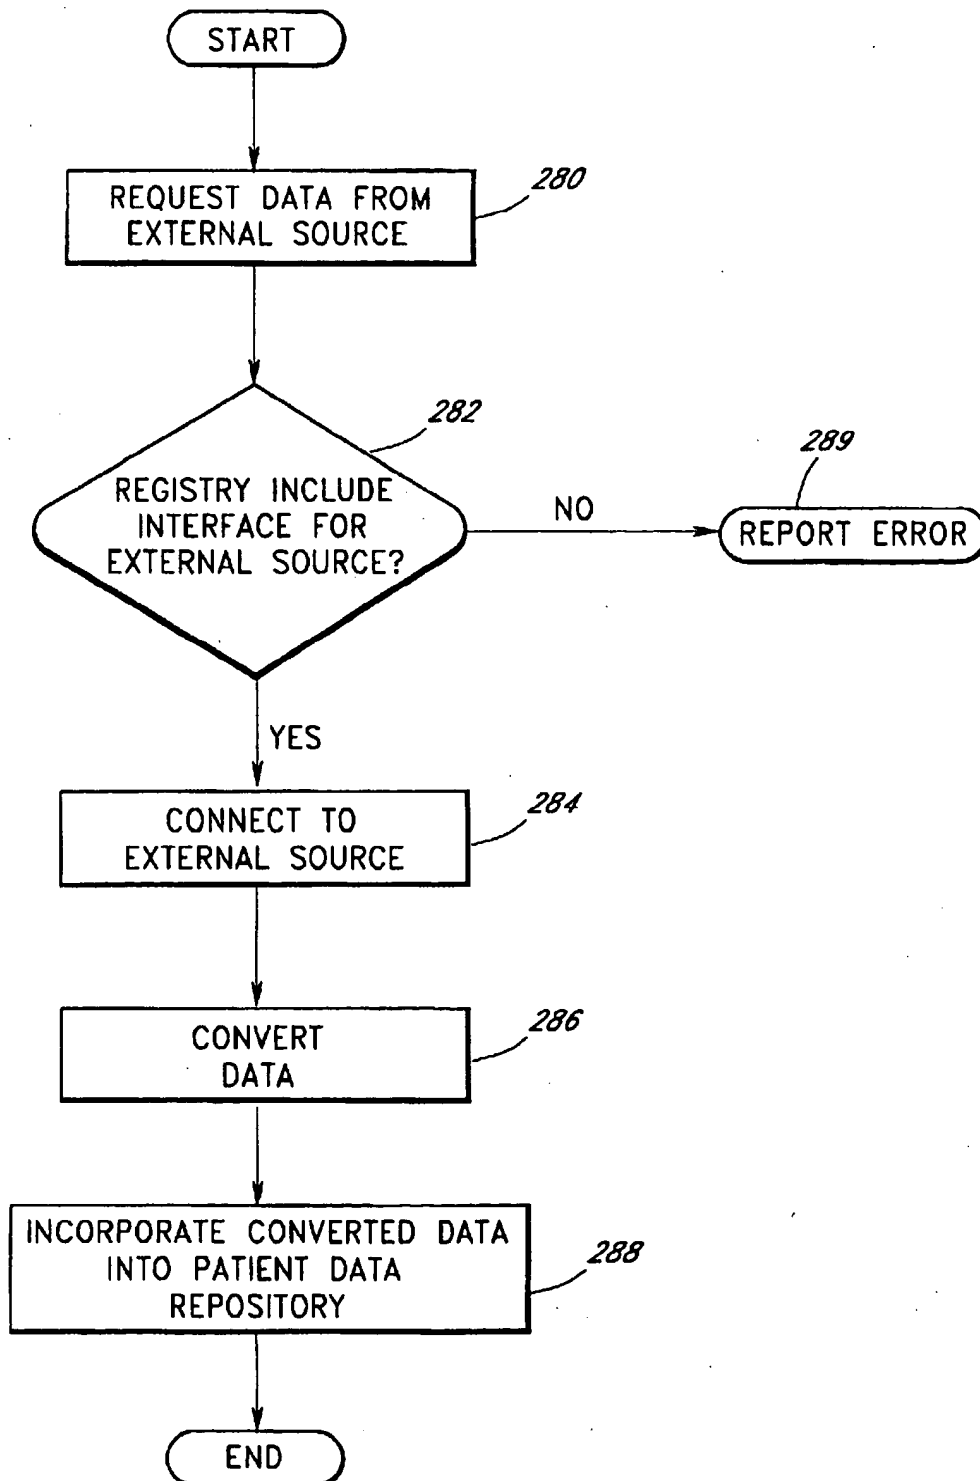 START
280
REQUEST DATA FROM
EXTERNAL SOURCE
282
REGISTRY INCLUDE
INTERFACE FOR
EXTERNAL SOURCE?
NO
289
REPORT ERROR
YES
284
CONNECT TO
EXTERNAL SOURCE
286
CONVERT
DATA
INCORPORATE CONVERTED DATA
INTO PATIENT DATA
REPOSITORY
288
END